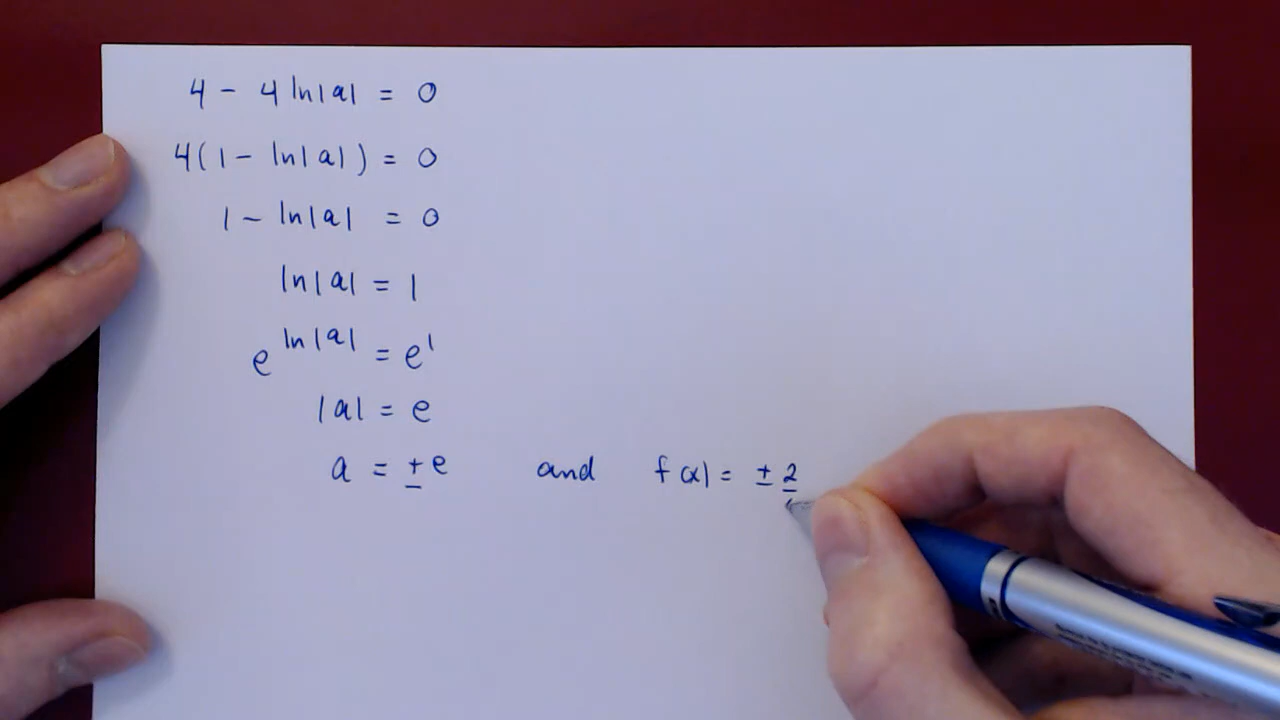 4 - 4 ln|a| = 0
4(1 - ln|a|) = 0
1 - ln|a| = 0
ln|a| = 1
e^{ln|a|} = e^1
|a| = e
a = ±e and f(x) = ± 2